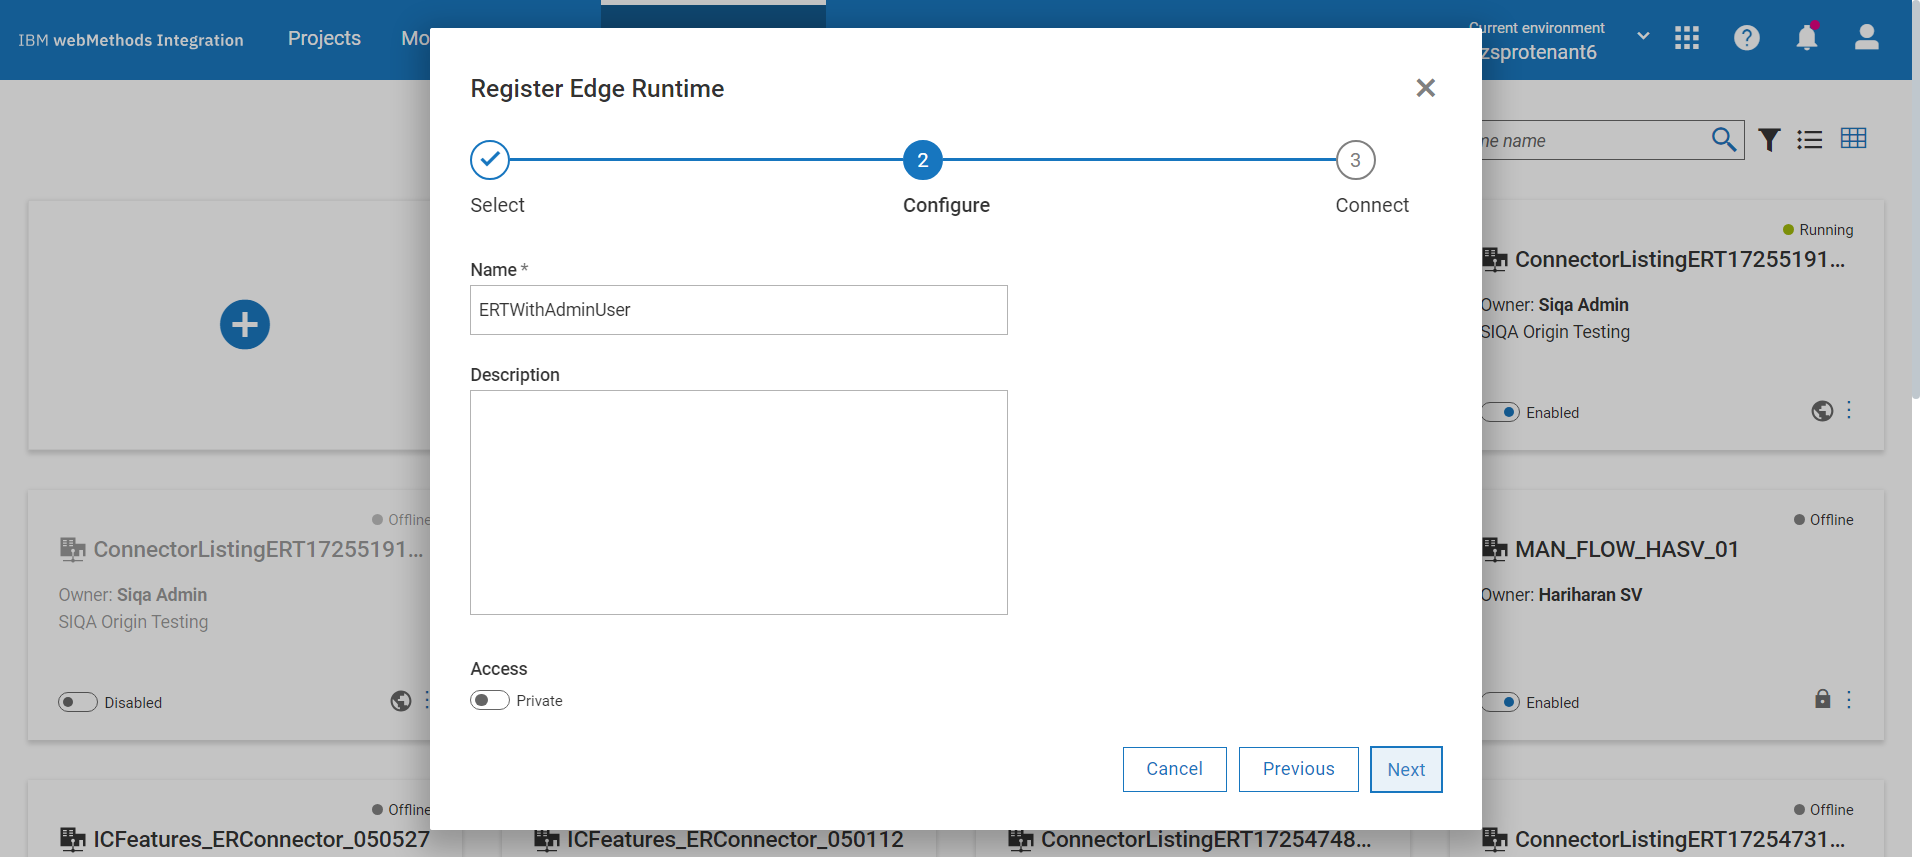 IBM webMethods Integration
Projects
Mo
Current environment
zsprotenant6
Register Edge Runtime
2
3
Select
Configure
Connect
Name *
ERTWithAdminUser
Description
Access
Private
Cancel
Previous
Next
me name
Running
ConnectorListingERT17255191...
Owner: Siqa Admin
SIQA Origin Testing
Enabled
Offline
ConnectorListingERT17255191...
Owner: Siqa Admin
SIQA Origin Testing
Disabled
Offline
MAN_FLOW_HASV_01
Owner: Hariharan SV
Enabled
Offline
ICFeatures_ERConnector_050527
ICFeatures_ERConnector_050112
ConnectorListingERT17254748...
Offline
ConnectorListingERT17254731...